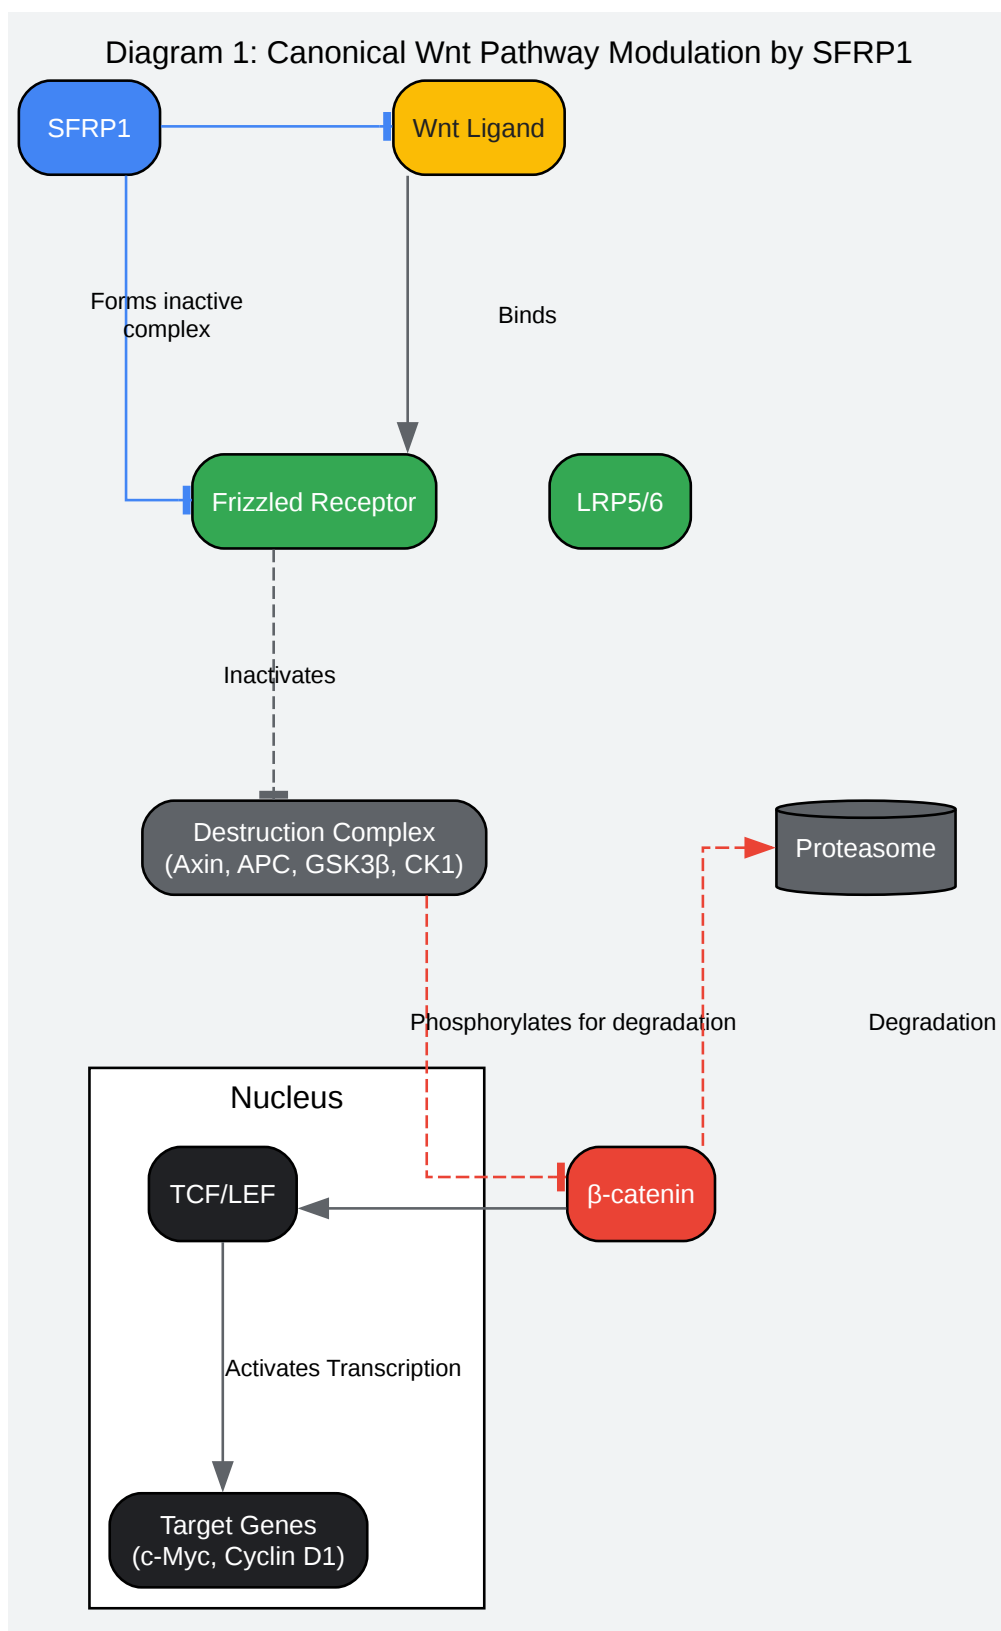 Diagram 1: Canonical Wnt Pathway Modulation by SFRP1
SFRP1
Wnt Ligand
Forms inactive
complex
Binds
Frizzled Receptor
LRP5/6
Inactivates
Destruction Complex
(Axin, APC, GSK3β, CK1)
Proteasome
Phosphorylates for degradation
Degradation
Nucleus
TCF/LEF
β-catenin
Activates Transcription
Target Genes
(c-Myc, Cyclin D1)